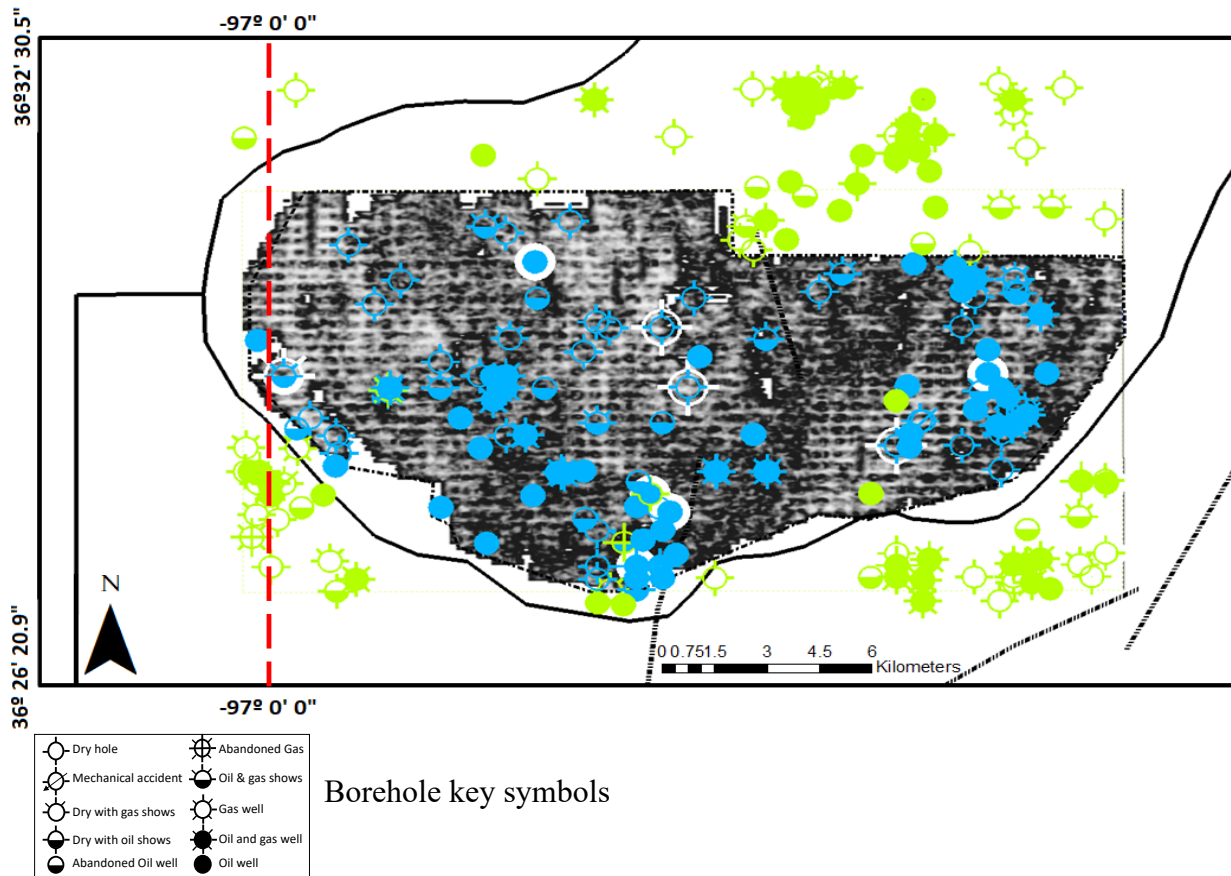 -97º 0' 0"
36º32' 30.5"
N
0 0.75 1.5 3 4.5 6
Kilometers
36º 26' 20.9"
-97º 0' 0"
Dry hole
Abandoned Gas
Mechanical accident
Oil & gas shows
Dry with gas shows
Gas well
Dry with oil shows
Oil and gas well
Abandoned Oil well
Oil well
Borehole key symbols